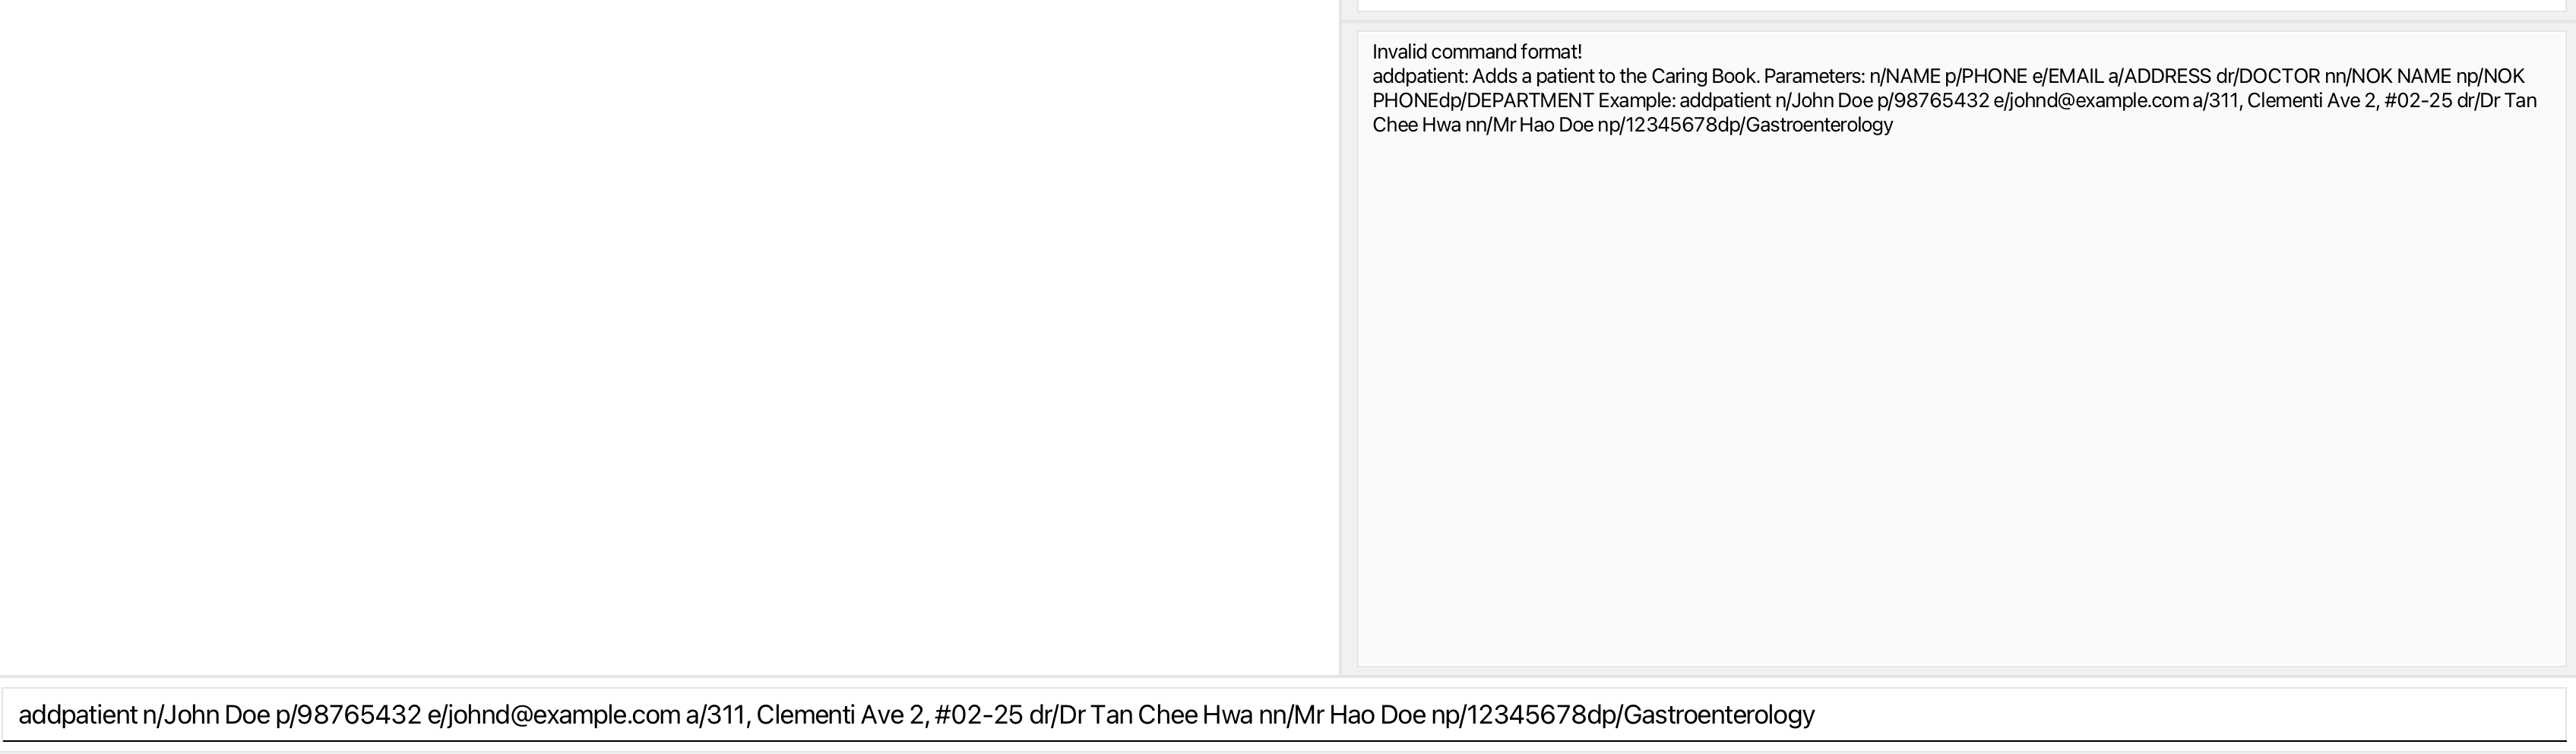 Invalid command format!
addpatient: Adds a patient to the Caring Book. Parameters: n/NAME p/PHONE e/EMAIL a/ADDRESS dr/DOCTOR nn/NOK NAME np/NOK
PHONEdp/DEPARTMENT Example: addpatient n/John Doe p/98765432 e/johnd@example.com a/311, Clementi Ave 2, #02-25 dr/Dr Tan
Chee Hwa nn/Mr Hao Doe np/12345678dp/Gastroenterology
addpatient n/John Doe p/98765432 e/johnd@example.com a/311, Clementi Ave 2, #02-25 dr/Dr Tan Chee Hwa nn/Mr Hao Doe np/12345678dp/Gastroenterology